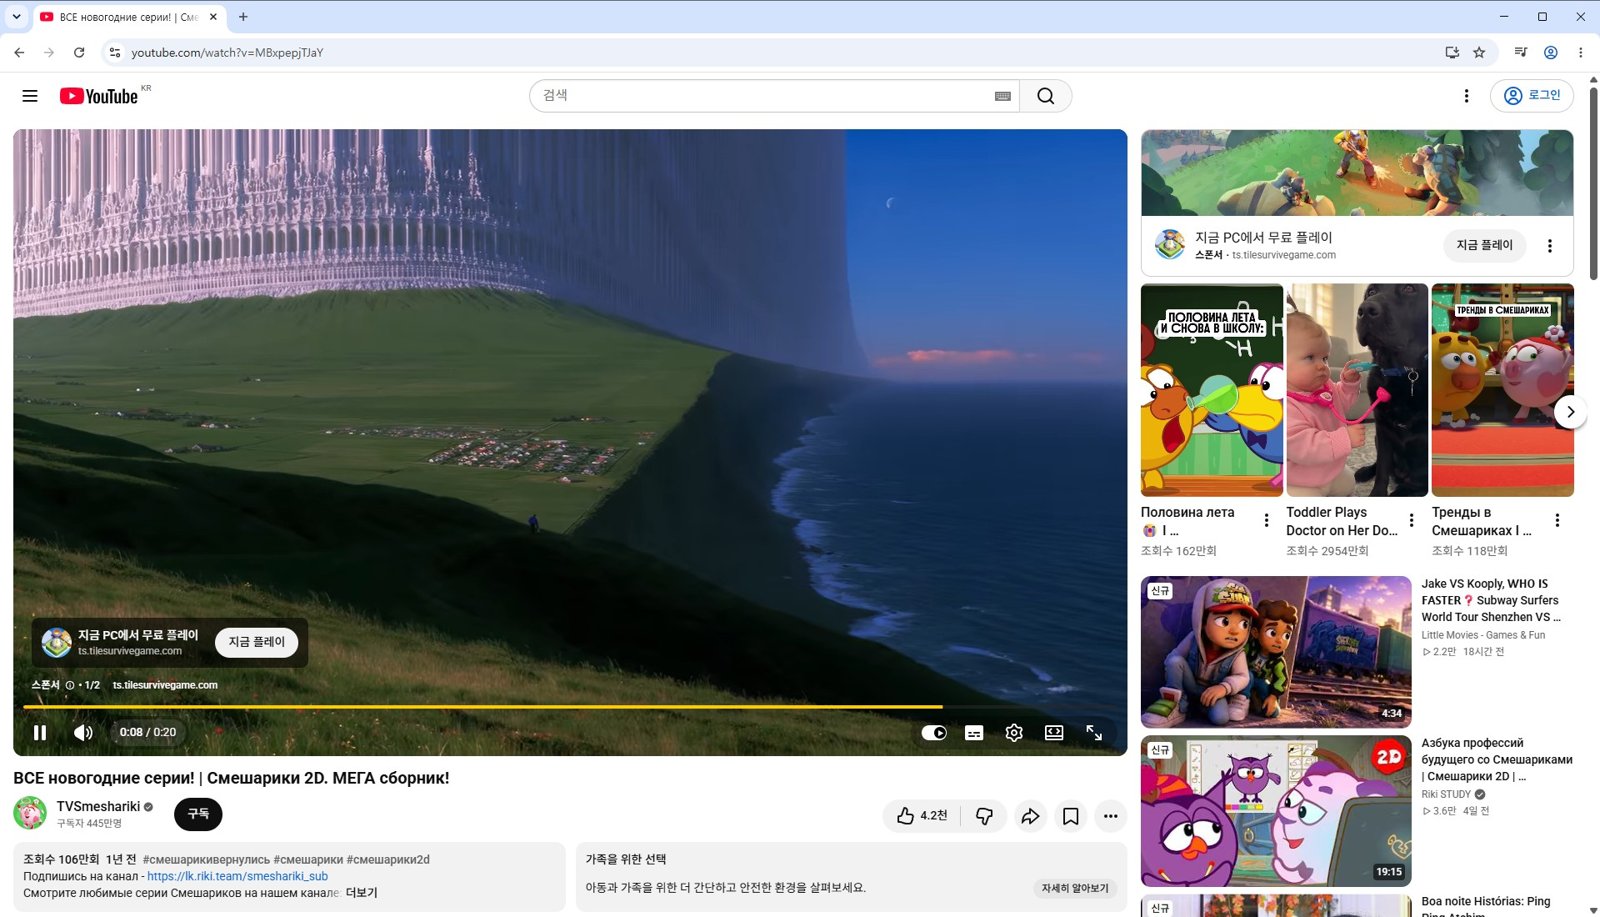 ВСЕ новогодние серии! | Сме
youtube.com/watch?v=MBxpepjTJaY
YouTube KR
검색
로그인
지금 PC에서 무료 플레이
ts.tilesurvivegame.com
지금 플레이
스폰서 · 1/2 ts.tilesurvivegame.com
0:08 / 0:20
ВСЕ новогодние серии! | Смешарики 2D. МЕГА сборник!
TVSmeshariki
구독자 445만명
구독
4.2천
조회수 106만회 1년 전 #смешарикивернулись #смешарики #смешарики2d
Подпишись на канал - https://lk.riki.team/smeshariki_sub
Смотрите любимые серии Смешариков на нашем канале: 더보기
가족을 위한 선택
아동과 가족을 위한 더 간단하고 안전한 환경을 살펴보세요.
자세히 알아보기
지금 PC에서 무료 플레이
스폰서 · ts.tilesurvivegame.com
지금 플레이
ПОЛОВИНА ЛЕТА
И СНОВА В ШКОЛУ:
ТРЕНДЫ В СМЕШАРИКАХ
Половина лета
I ...
조회수 162만회
Toddler Plays
Doctor on Her Do...
조회수 2954만회
Тренды в
Смешариках I ...
조회수 118만회
신규
4:34
Jake VS Kooply, WHO IS
FASTER❓ Subway Surfers
World Tour Shenzhen VS ...
Little Movies - Games & Fun
2.2만 18시간 전
신규
2D
19:15
Азбука профессий
будущего со Смешариками
| Смешарики 2D | ...
Riki STUDY
3.6만 4일 전
신규
Boa noite Histórias: Ping